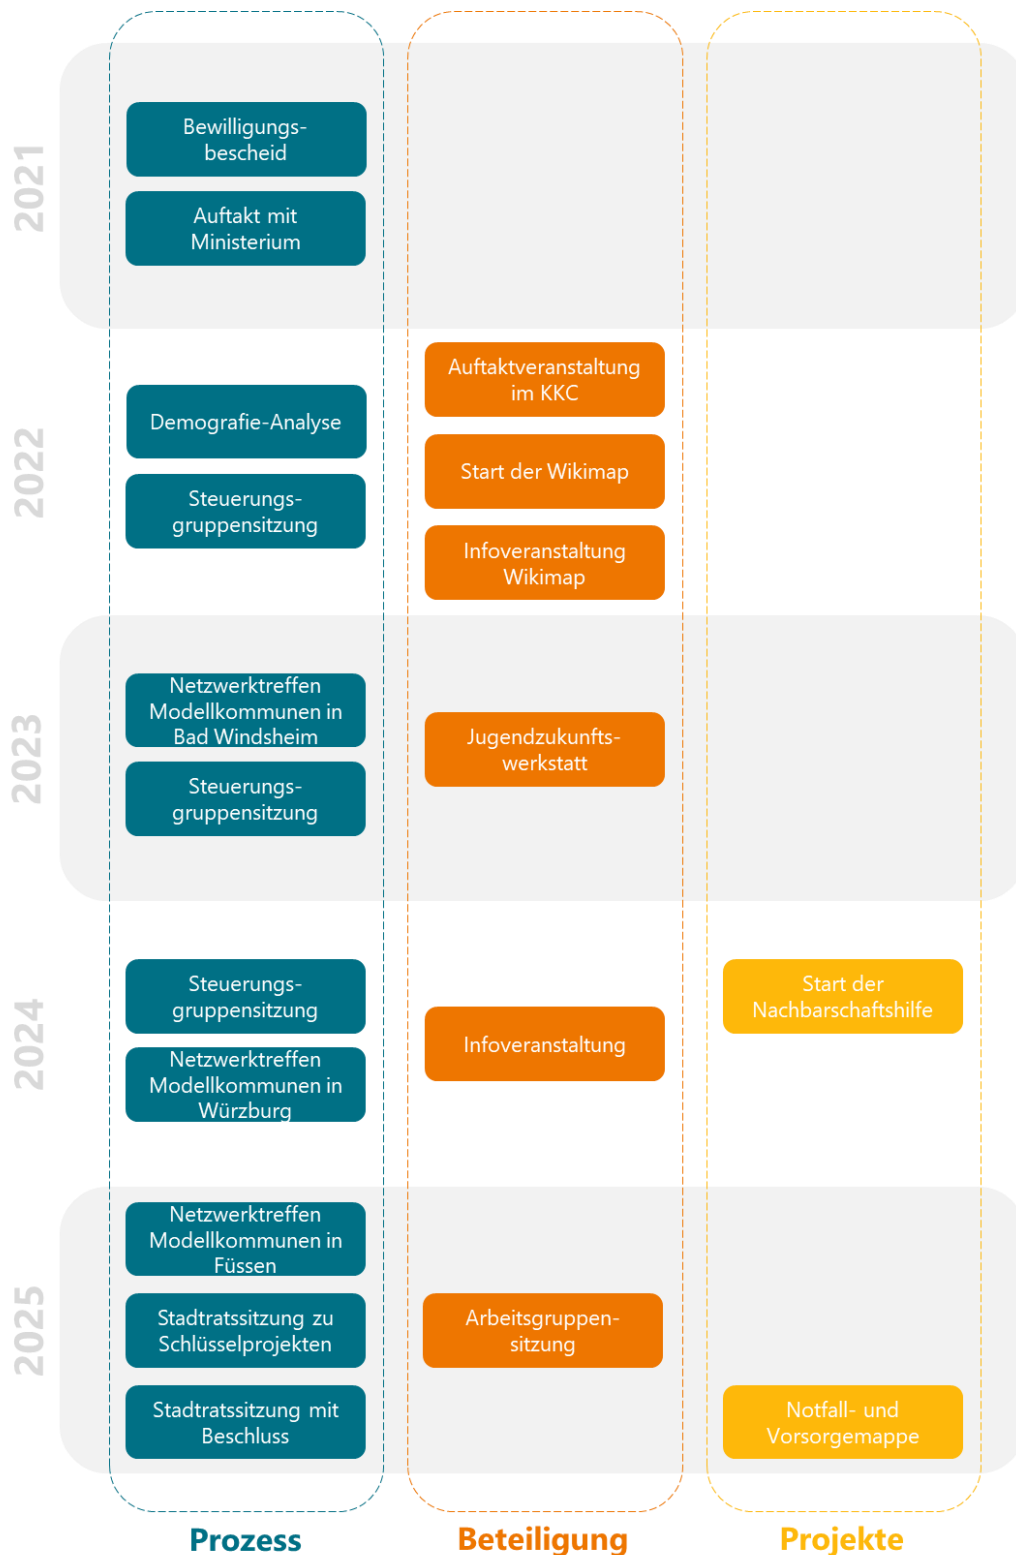 2021
Bewilligungs-
bescheid
Auftakt mit
Ministerium
2022
Demografie-Analyse
Steuerungs-
gruppensitzung
Auftaktveranstaltung
im KKC
Start der Wikimap
Infoveranstaltung
Wikimap
2023
Netzwerktreffen
Modellkommunen in
Bad Windsheim
Steuerungs-
gruppensitzung
Jugendzukunfts-
werkstatt
2024
Steuerungs-
gruppensitzung
Netzwerktreffen
Modellkommunen in
Würzburg
Infoveranstaltung
Start der
Nachbarschaftshilfe
2025
Netzwerktreffen
Modellkommunen in
Füssen
Stadtratssitzung zu
Schlüsselprojekten
Stadtratssitzung mit
Beschluss
Arbeitsgruppen-
sitzung
Notfall- und
Vorsorgemappe
Prozess
Beteiligung
Projekte